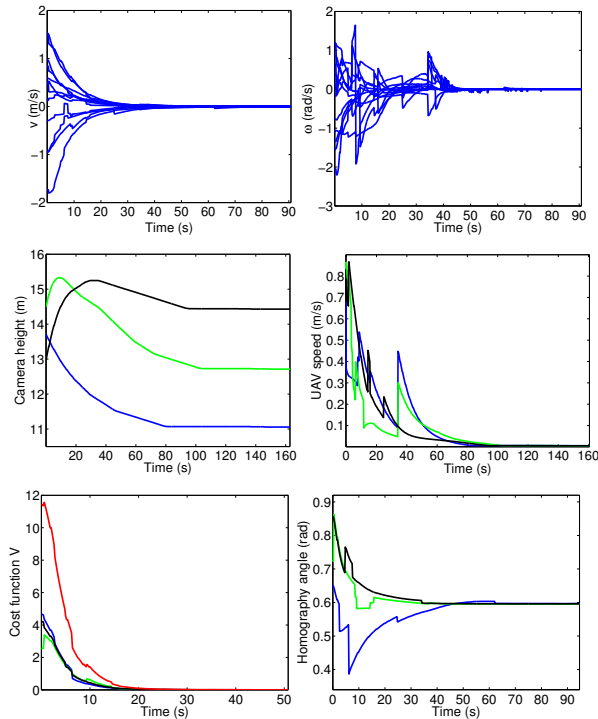 2
1
0
−1
−2
v (m/s)
10 20 30 40 50 60 70 80 90
Time (s)
2
1
0
−1
−2
−3
ω (rad/s)
10 20 30 40 50 60 70 80 90
Time (s)
16
15
14
13
12
11
Camera height (m)
0 20 40 60 80 100 120 140 160
Time (s)
0.8
0.7
0.6
0.5
0.4
0.3
0.2
0.1
UAV speed (m/s)
0 20 40 60 80 100 120 140 160
Time (s)
12
10
8
6
4
2
0
Cost function V
10 20 30 40 50
Time (s)
0.9
0.8
0.7
0.6
0.5
0.4
Homography angle (rad)
0 10 20 30 40 50 60 70 80 90
Time (s)